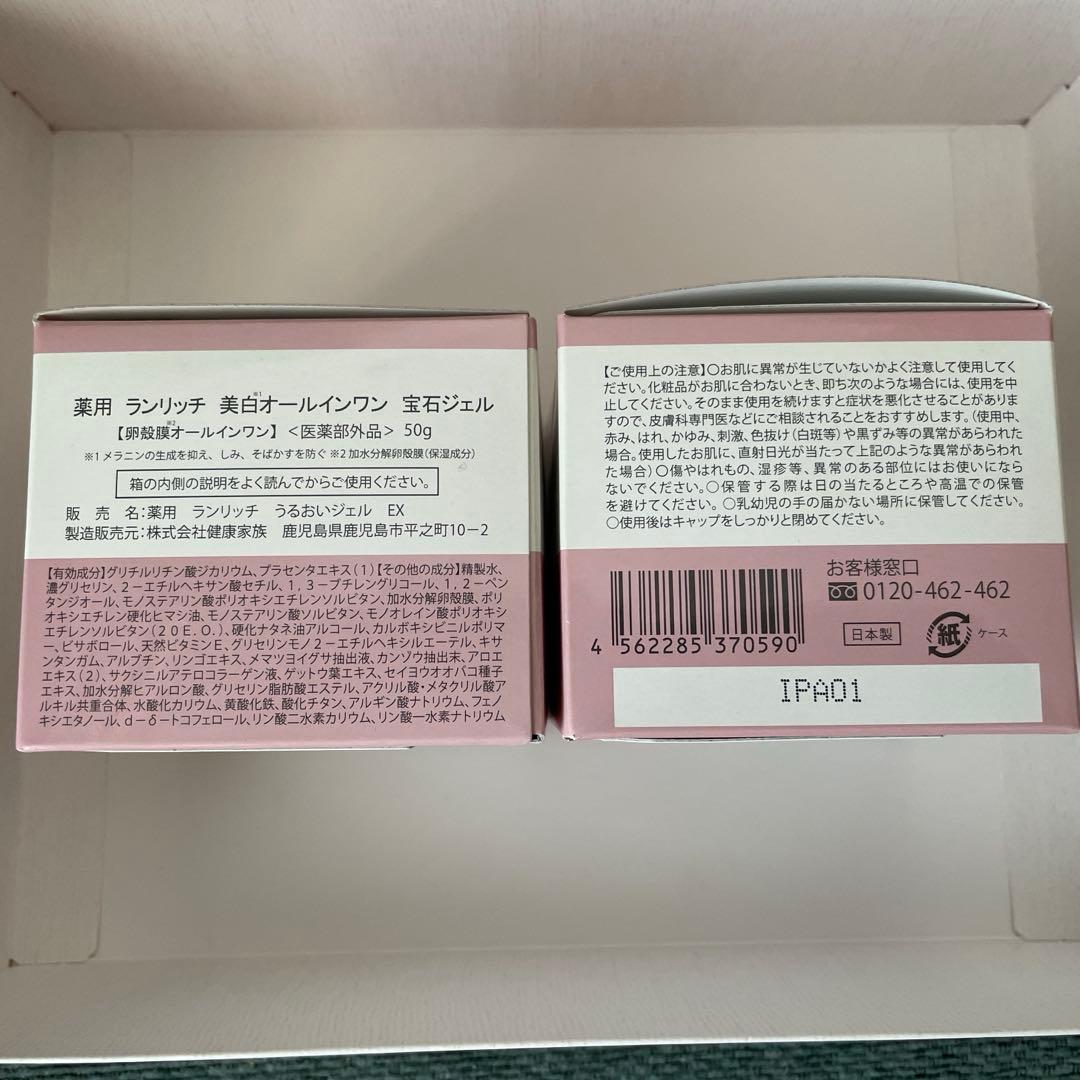 薬用 ランリッチ 美白※1オールインワン 宝石ジェル
【卵殻膜※2オールインワン】<医薬部外品> 50g
※1 メラニンの生成を抑え、しみ、そばかすを防ぐ ※2 加水分解卵殻膜(保湿成分)
箱の内側の説明をよく読んでからご使用ください。
販 売 名:薬用 ランリッチ うるおいジェル EX
製造販売元:株式会社健康家族 鹿児島県鹿児島市平之町10-2
【有効成分】グリチルリチン酸ジカリウム、プラセンタエキス(1)【その他の成分】精製水、
濃グリセリン、2-エチルヘキサン酸セチル、1,3-ブチレングリコール、1,2-ペン
タンジオール、モノステアリン酸ポリオキシエチレンソルビタン、加水分解卵殻膜、ポリ
オキシエチレン硬化ヒマシ油、モノステアリン酸ソルビタン、モノオレイン酸ポリオキシ
エチレンソルビタン(20E.O.)、硬化ナタネ油アルコール、カルボキシビニルポリマ
ー、ビサボロール、天然ビタミンE、グリセリンモノ2-エチルヘキシルエーテル、キサ
ンタンガム、アルブチン、リンゴエキス、メマツヨイグサ抽出液、カンゾウ抽出末、アロエ
エキス(2)、サクシニルアテロコラーゲン液、ゲットウ葉エキス、セイヨウオオバコ種子
エキス、加水分解ヒアルロン酸、グリセリン脂肪酸エステル、アクリル酸・メタクリル酸ア
ルキル共重合体、水酸化カリウム、黄酸化鉄、酸化チタン、アルギン酸ナトリウム、フェノ
キシエタノール、d-δ-トコフェロール、リン酸二水素カリウム、リン酸一水素ナトリウム
【ご使用上の注意】○お肌に異常が生じていないかよく注意して使用してく
ださい。化粧品がお肌に合わないとき、即ち次のような場合には、使用を中
止してください。そのまま使用を続けますと症状を悪化させることがありま
すので、皮膚科専門医などにご相談されることをおすすめします。(使用中、
赤み、はれ、かゆみ、刺激、色抜け(白斑等)や黒ずみ等の異常があらわれた
場合。使用したお肌に、直射日光が当たって上記のような異常があらわれ
た場合)○傷やはれもの、湿疹等、異常のある部位にはお使いになら
ないでください。○保管する際は日の当たるところや高温での保管
を避けてください。○乳幼児の手の届かない場所に保管してください。
○使用後はキャップをしっかりと閉めてください。
お客様窓口
0120-462-462
日本製
紙 ケース
4 562285 370590
IPA01